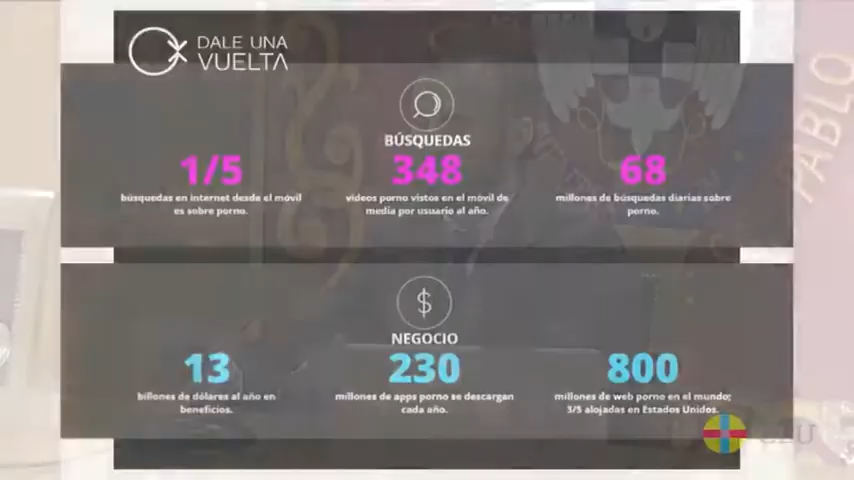 DALE UNA
VUELTA
BÚSQUEDAS
1/5
búsquedas en internet desde el móvil
es sobre porno.
348
videos porno vistos en el móvil de
media por usuario al año.
68
millones de búsquedas diarias sobre
porno.
NEGOCIO
13
billones de dólares al año en
beneficios.
230
millones de apps porno se descargan
cada año.
800
millones de web porno en el mundo;
3/5 alojadas en Estados Unidos.
PABLO
CEU